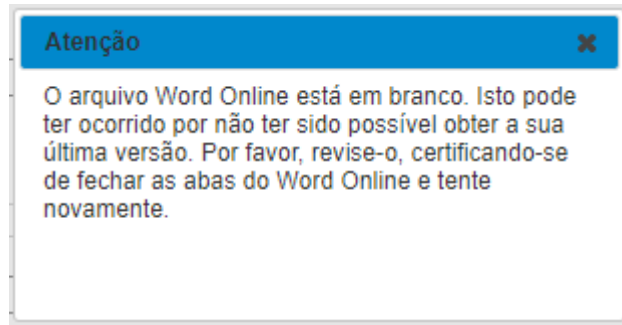 Atenção
O arquivo Word Online está em branco. Isto pode
ter ocorrido por não ter sido possível obter a sua
última versão. Por favor, revise-o, certificando-se
de fechar as abas do Word Online e tente
novamente.